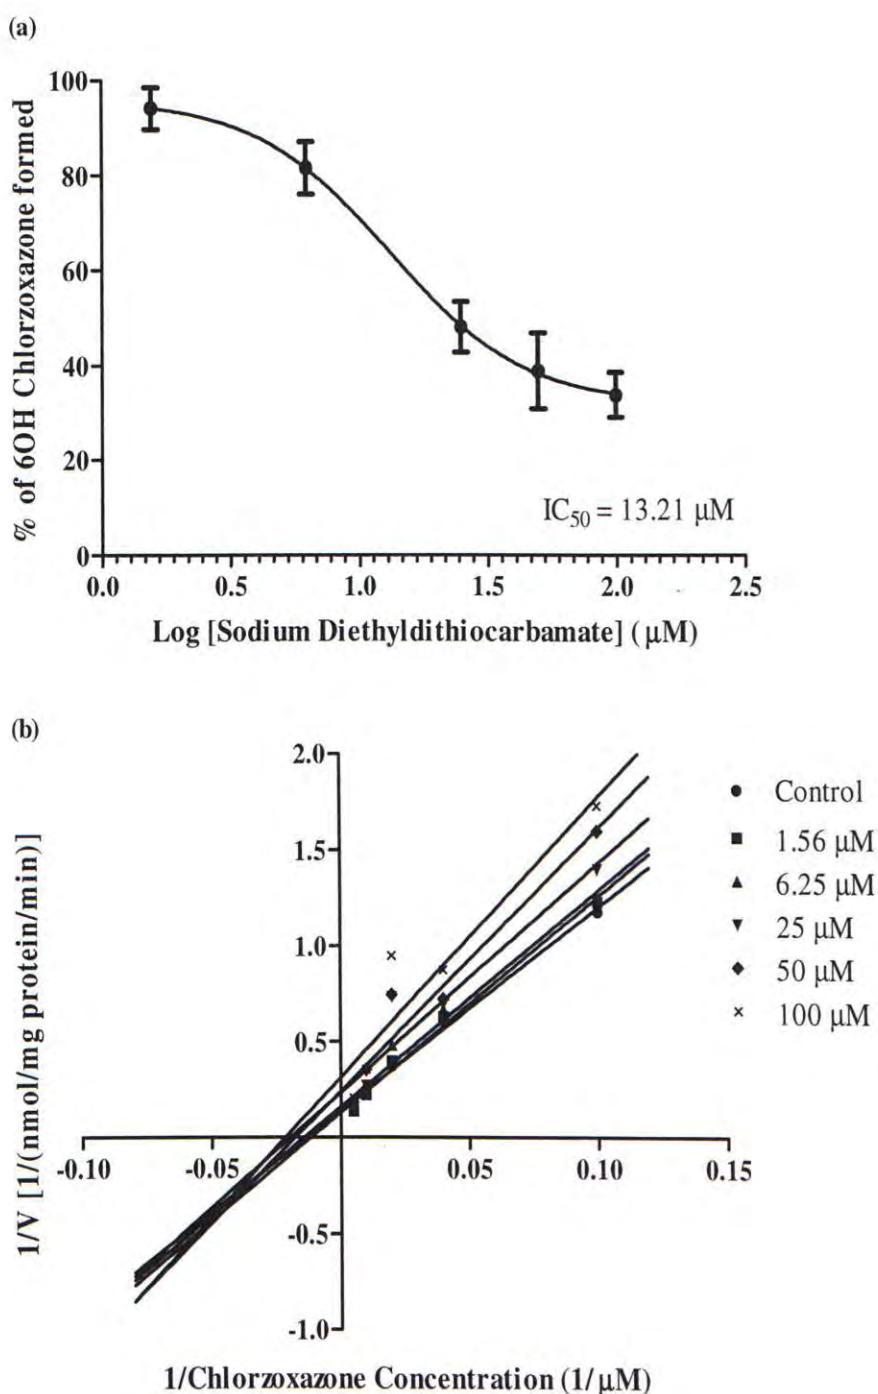 (a)
100
80
60
40
20
0
% of 6OH Chlorzoxazone formed
IC50 = 13.21 μM
0.0 0.5 1.0 1.5 2.0 2.5
Log [Sodium Diethyldithiocarbamate] (μM)
(b)
2.0
1.5
1.0
0.5
-0.5
-1.0
1/V [1/(nmol/mg protein/min)]
-0.10 -0.05 0.05 0.10 0.15
1/Chlorzoxazone Concentration (1/μM)
Control
1.56 μM
6.25 μM
25 μM
50 μM
100 μM